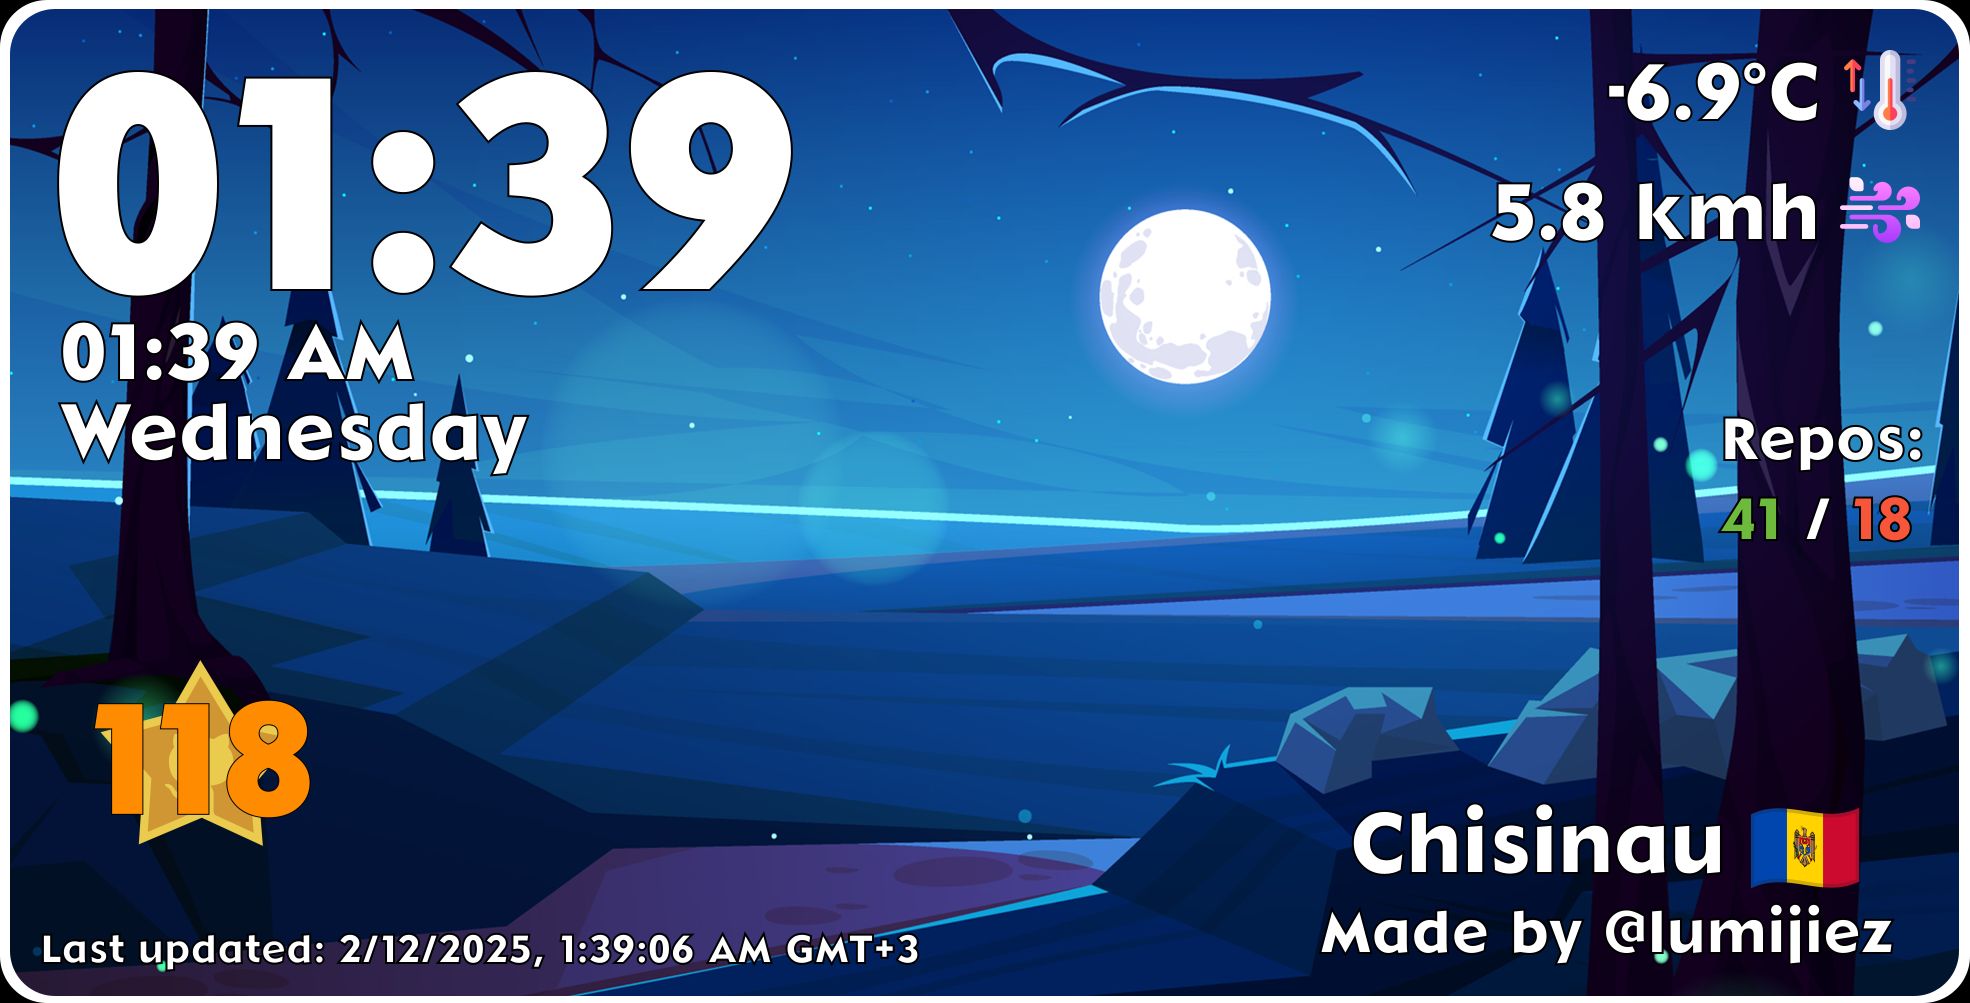 01:39
01:39 AM
Wednesday
-6.9°C
5.8 kmh
Repos:
41 / 18
118
Chisinau
Made by @lumijiez
Last updated: 2/12/2025, 1:39:06 AM GMT+3